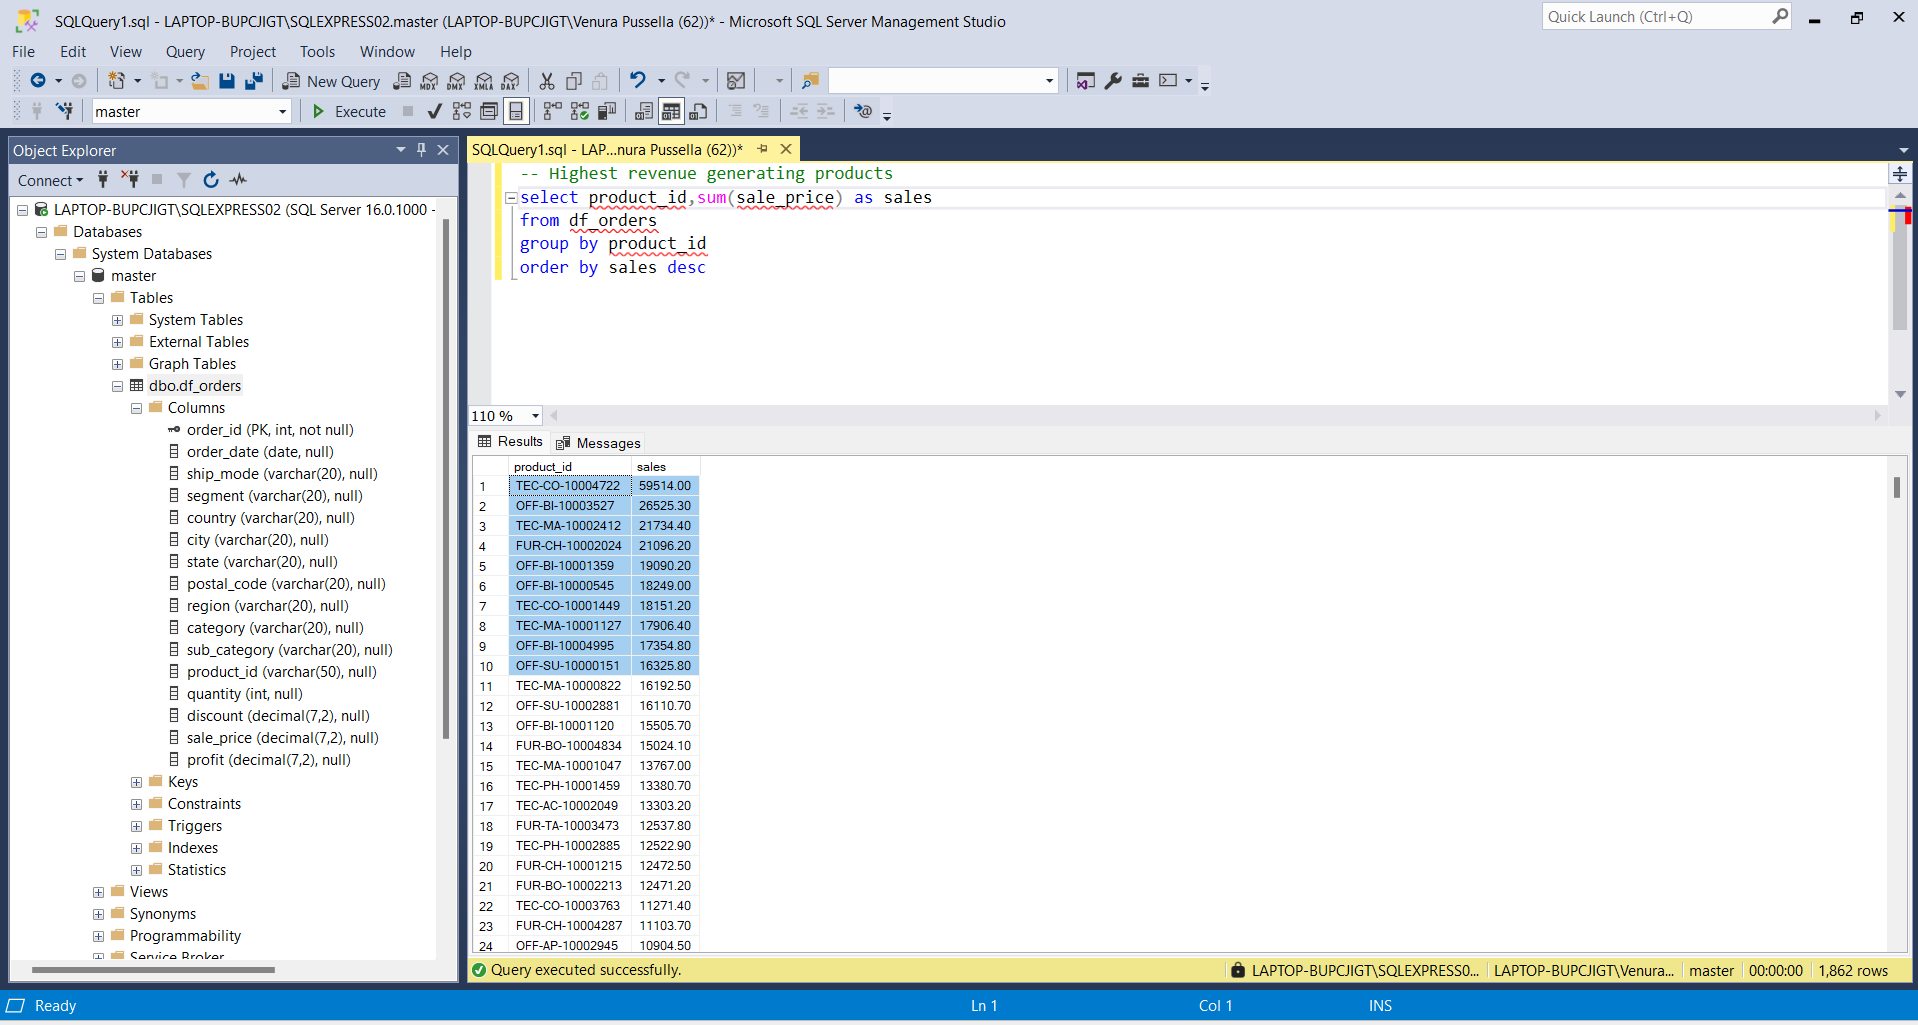 SQLQuery1.sql - LAPTOP-BUPCJIGT\SQLEXPRESS02.master (LAPTOP-BUPCJIGT\Venura Pussella (62))* - Microsoft SQL Server Management Studio
Quick Launch (Ctrl+Q)
File Edit View Query Project Tools Window Help
New Query MDX DMX XMLA DAX
master Execute
Object Explorer
Connect
LAPTOP-BUPCJIGT\SQLEXPRESS02 (SQL Server 16.0.1000 -
Databases
System Databases
master
Tables
System Tables
External Tables
Graph Tables
dbo.df_orders
Columns
order_id (PK, int, not null)
order_date (date, null)
ship_mode (varchar(20), null)
segment (varchar(20), null)
country (varchar(20), null)
city (varchar(20), null)
state (varchar(20), null)
postal_code (varchar(20), null)
region (varchar(20), null)
category (varchar(20), null)
sub_category (varchar(20), null)
product_id (varchar(50), null)
quantity (int, null)
discount (decimal(7,2), null)
sale_price (decimal(7,2), null)
profit (decimal(7,2), null)
Keys
Constraints
Triggers
Indexes
Statistics
Views
Synonyms
Programmability
Service Broker
SQLQuery1.sql - LAP...nura Pussella (62))*
-- Highest revenue generating products
select product_id,sum(sale_price) as sales
from df_orders
group by product_id
order by sales desc
110 %
Results Messages
product_id sales
1 TEC-CO-10004722 59514.00
2 OFF-BI-10003527 26525.30
3 TEC-MA-10002412 21734.40
4 FUR-CH-10002024 21096.20
5 OFF-BI-10001359 19090.20
6 OFF-BI-10000545 18249.00
7 TEC-CO-10001449 18151.20
8 TEC-MA-10001127 17906.40
9 OFF-BI-10004995 17354.80
10 OFF-SU-10000151 16325.80
11 TEC-MA-10000822 16192.50
12 OFF-SU-10002881 16110.70
13 OFF-BI-10001120 15505.70
14 FUR-BO-10004834 15024.10
15 TEC-MA-10001047 13767.00
16 TEC-PH-10001459 13380.70
17 TEC-AC-10002049 13303.20
18 FUR-TA-10003473 12537.80
19 TEC-PH-10002885 12522.90
20 FUR-CH-10001215 12472.50
21 FUR-BO-10002213 12471.20
22 TEC-CO-10003763 11271.40
23 FUR-CH-10004287 11103.70
24 OFF-AP-10002945 10904.50
Query executed successfully. LAPTOP-BUPCJIGT\SQLEXPRESS0... LAPTOP-BUPCJIGT\Venura... master 00:00:00 1,862 rows
Ready Ln 1 Col 1 INS